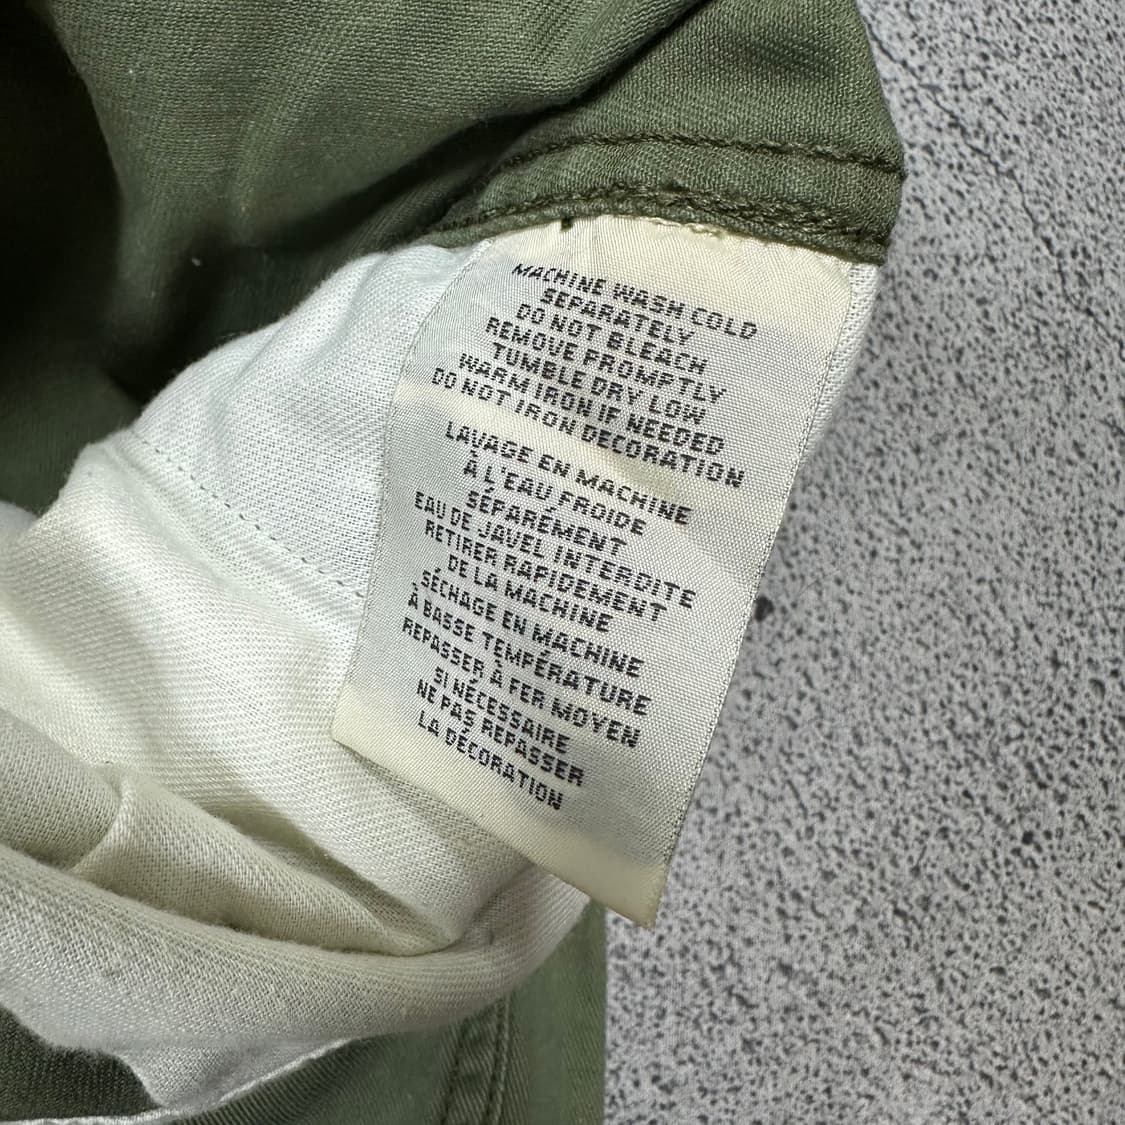 MACHINE WASH COLD
SEPARATELY
DO NOT BLEACH
REMOVE PROMPTLY
TUMBLE DRY LOW
WARM IRON IF NEEDED
DO NOT IRON DECORATION
LAVAGE EN MACHINE
À L'EAU FROIDE
SÉPARÉMENT
EAU DE JAVEL INTERDITE
RETIRER RAPIDEMENT
DE LA MACHINE
SÉCHAGE EN MACHINE
À BASSE TEMPÉRATURE
REPASSER À FER MOYEN
SI NÉCESSAIRE
NE PAS REPASSER
LA DÉCORATION